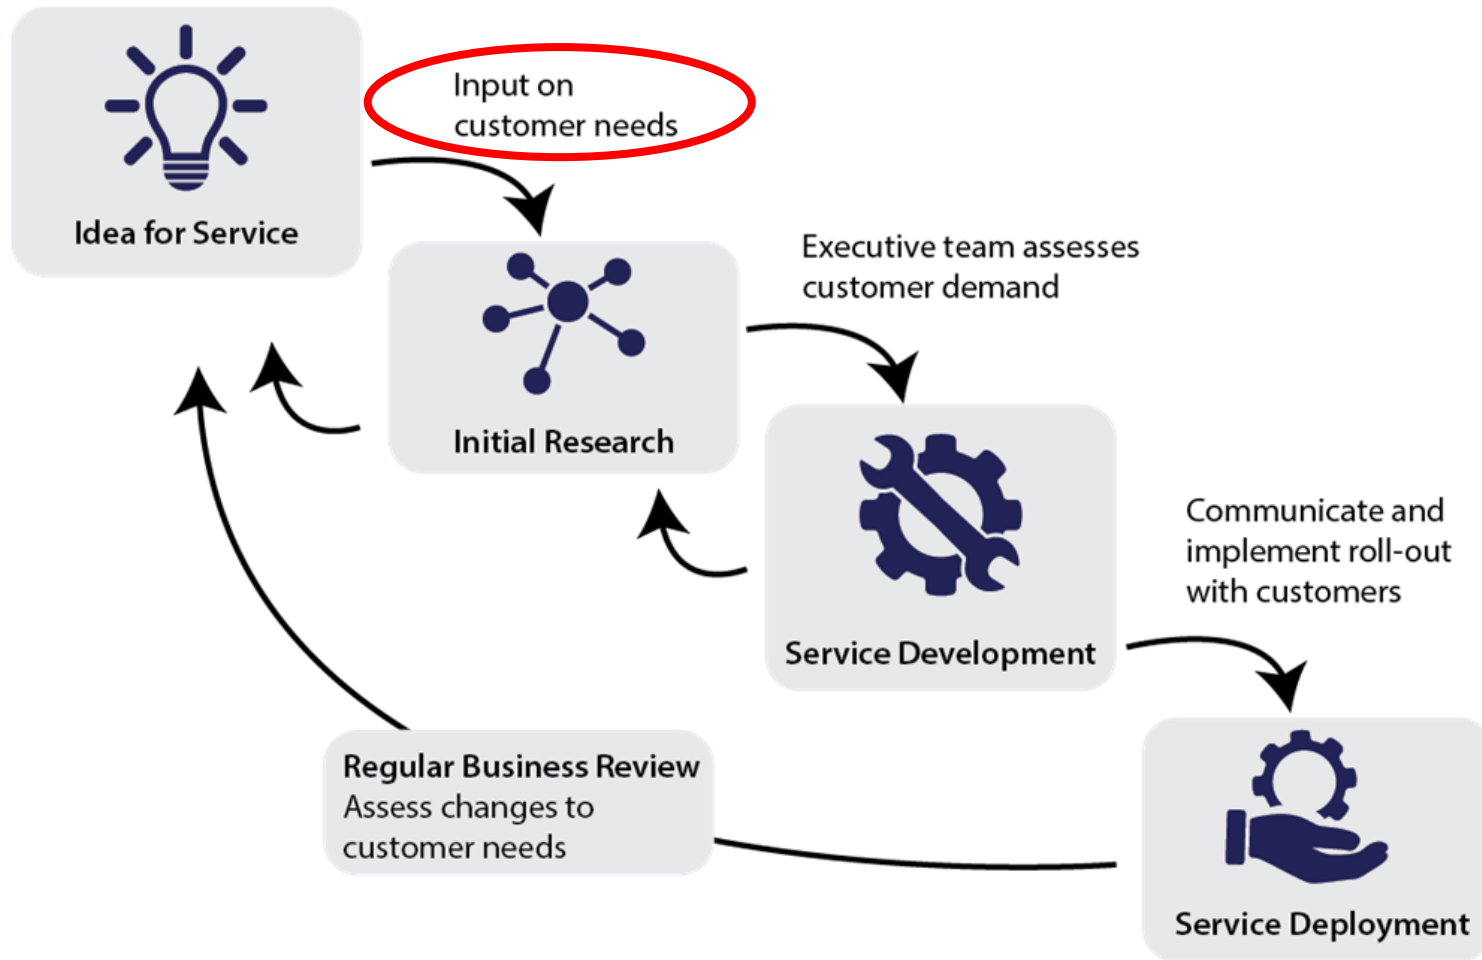 Input on
customer needs
Idea for Service
Executive team assesses
customer demand
Initial Research
Communicate and
implement roll-out
with customers
Service Development
Regular Business Review
Assess changes to
customer needs
Service Deployment